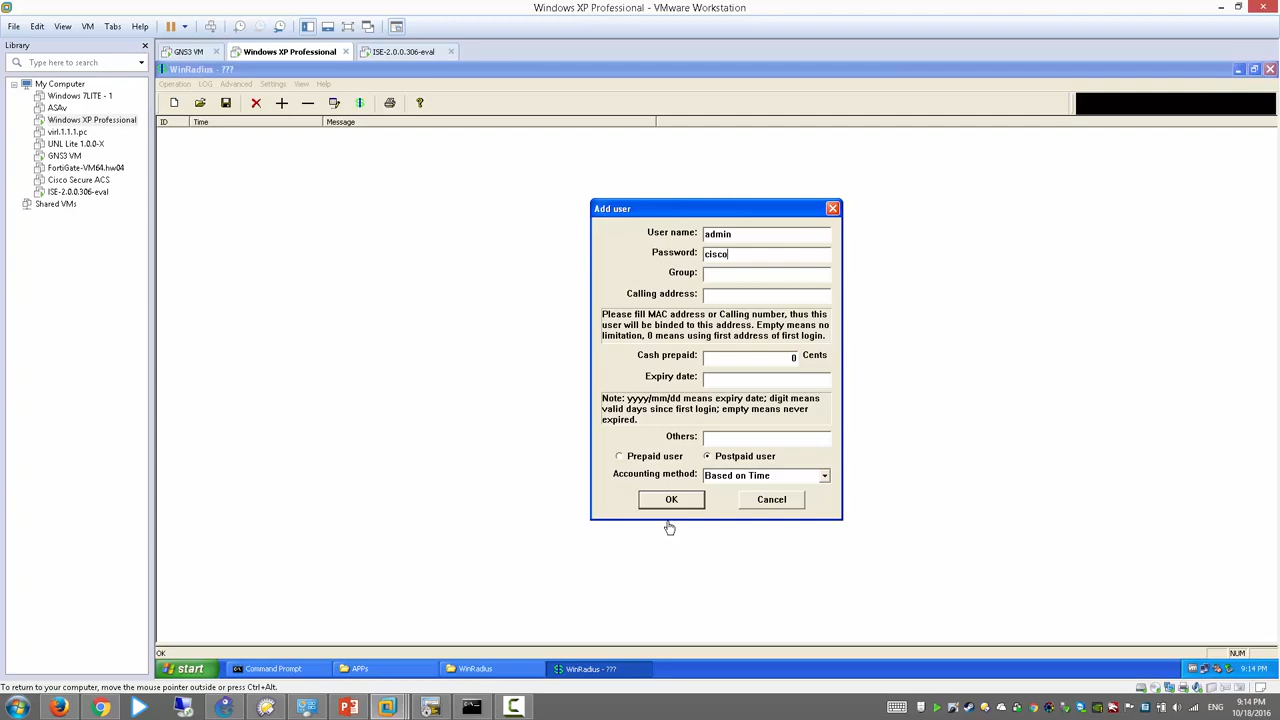 Windows XP Professional - VMware Workstation
File Edit View VM Tabs Help
Library
Type here to search
My Computer
Windows 7LITE - 1
ASAv
Windows XP Professional
virl.1.1.1.pc
UNL Lite 1.0.0-X
GNS3 VM
FortiGate-VM64.hw04
Cisco Secure ACS
ISE-2.0.0.306-eval
Shared VMs
GNS3 VM Windows XP Professional ISE-2.0.0.306-eval
WinRadius - ???
Operation LOG Advanced Settings View Help
ID Time Message
Add user
User name: admin
Password: cisco
Group:
Calling address:
Please fill MAC address or Calling number, thus this
user will be binded to this address. Empty means no
limitation, 0 means using first address of first login.
Cash prepaid: 0 Cents
Expiry date:
Note: yyyy/mm/dd means expiry date; digit means
valid days since first login; empty means never
expired.
Others:
Prepaid user Postpaid user
Accounting method: Based on Time
OK Cancel
OK NUM
start Command Prompt APPs WinRadius WinRadius - ??? 9:14 PM
To return to your computer, move the mouse pointer outside or press Ctrl+Alt.
ENG 9:14 PM
10/18/2016